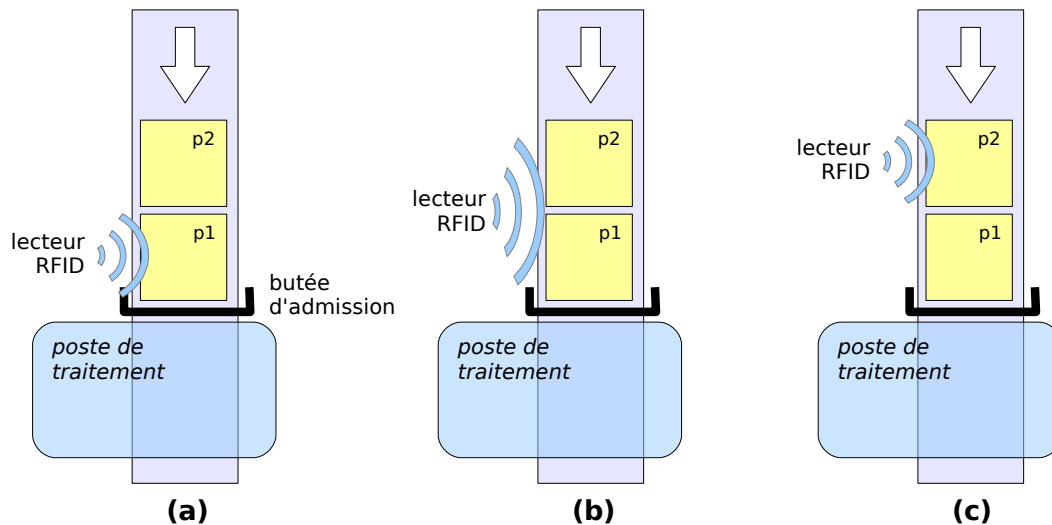 p2
p1
lecteur
RFID
butée
d'admission
poste de
traitement
(a)
p2
p1
lecteur
RFID
poste de
traitement
(b)
p2
p1
lecteur
RFID
poste de
traitement
(c)